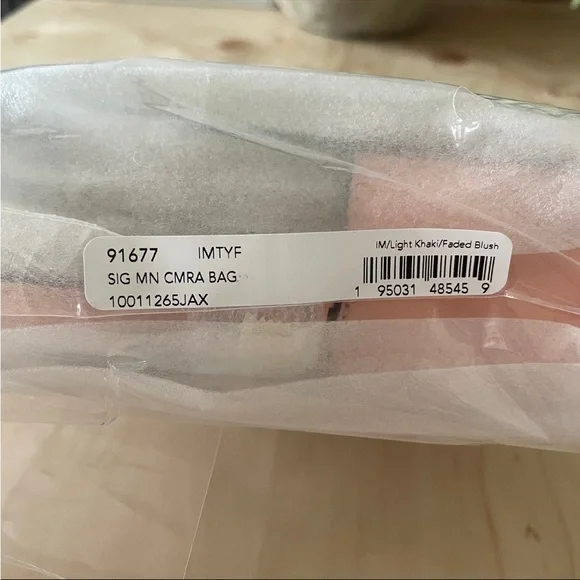 91677 IMTYF
SIG MN CMRA BAG
10011265JAX
IM/Light Khaki/Faded Blush
1 95031 48545 9